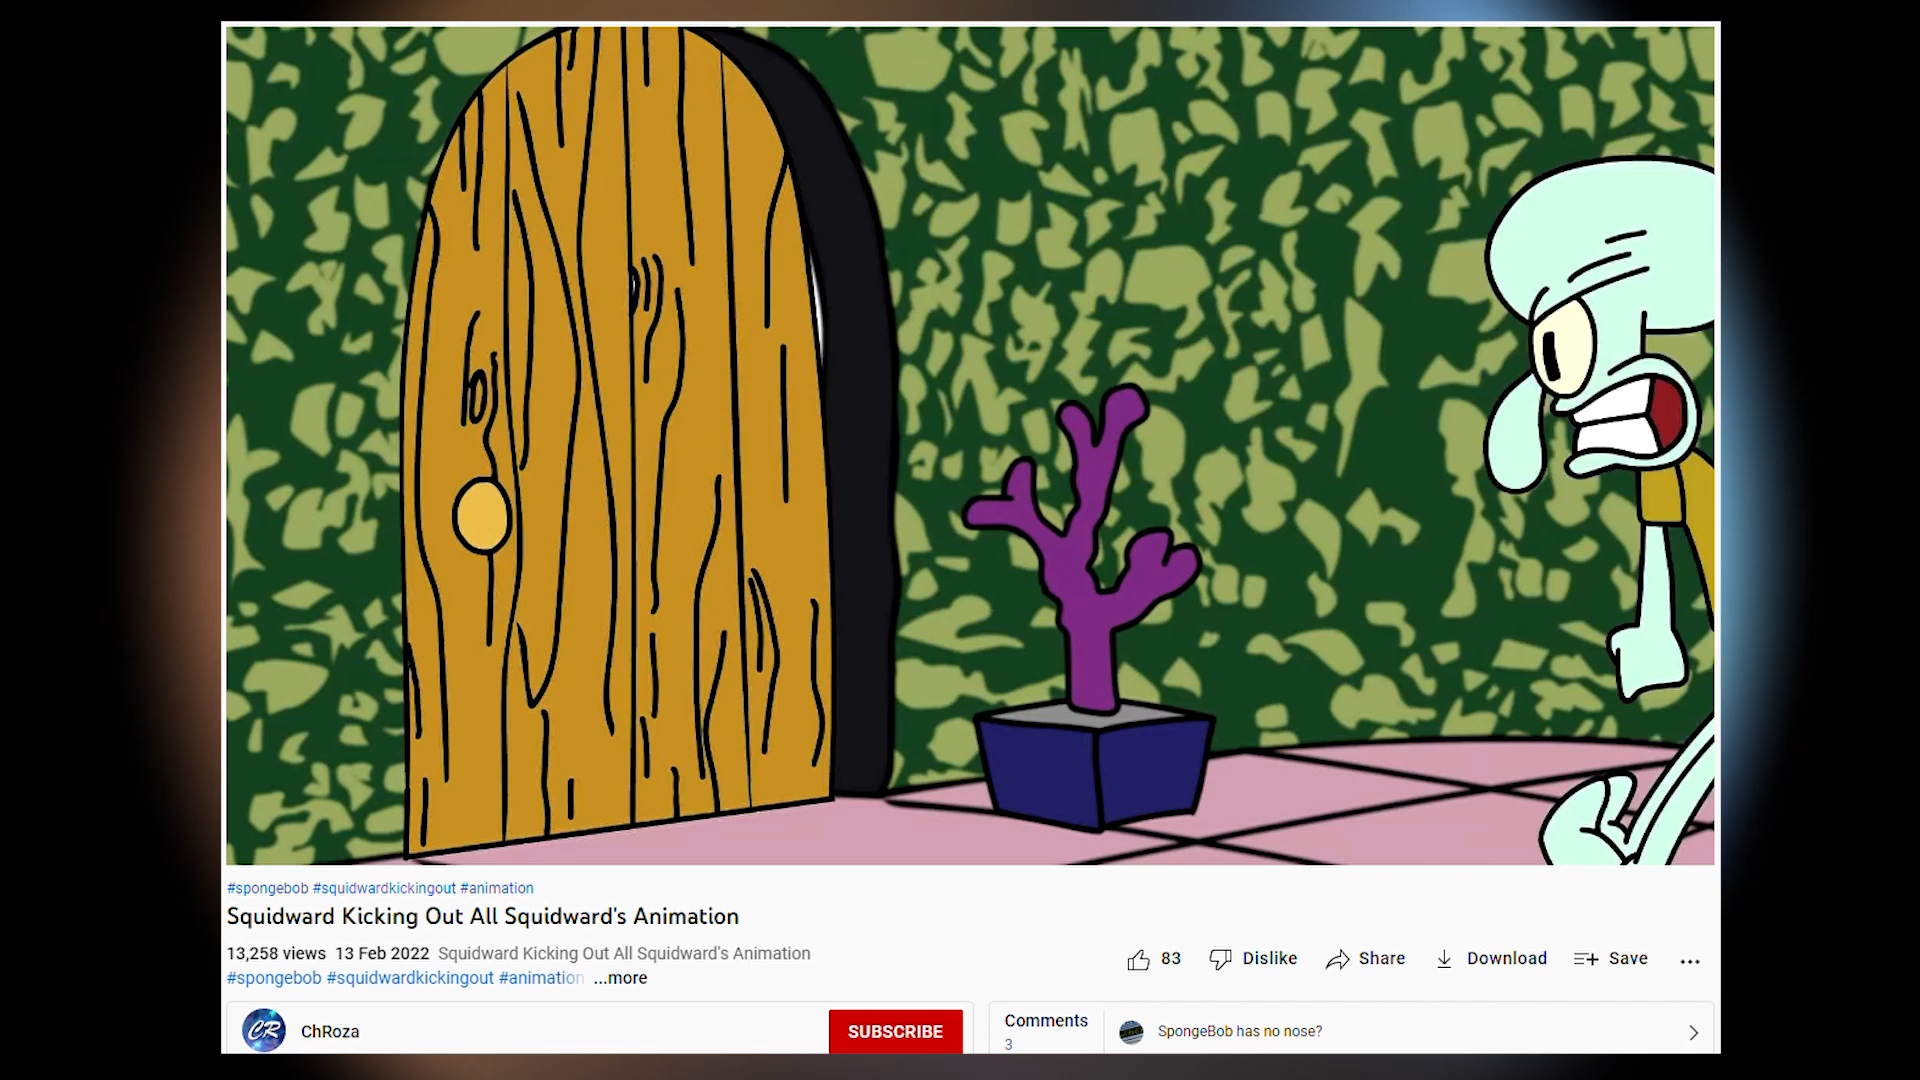 #spongebob #squidwardkickingout #animation
Squidward Kicking Out All Squidward's Animation
13,258 views 13 Feb 2022 Squidward Kicking Out All Squidward's Animation
#spongebob #squidwardkickingout #animation ...more
83 Dislike Share Download Save ...
CR ChRoza SUBSCRIBE
Comments
3
SpongeBob has no nose?